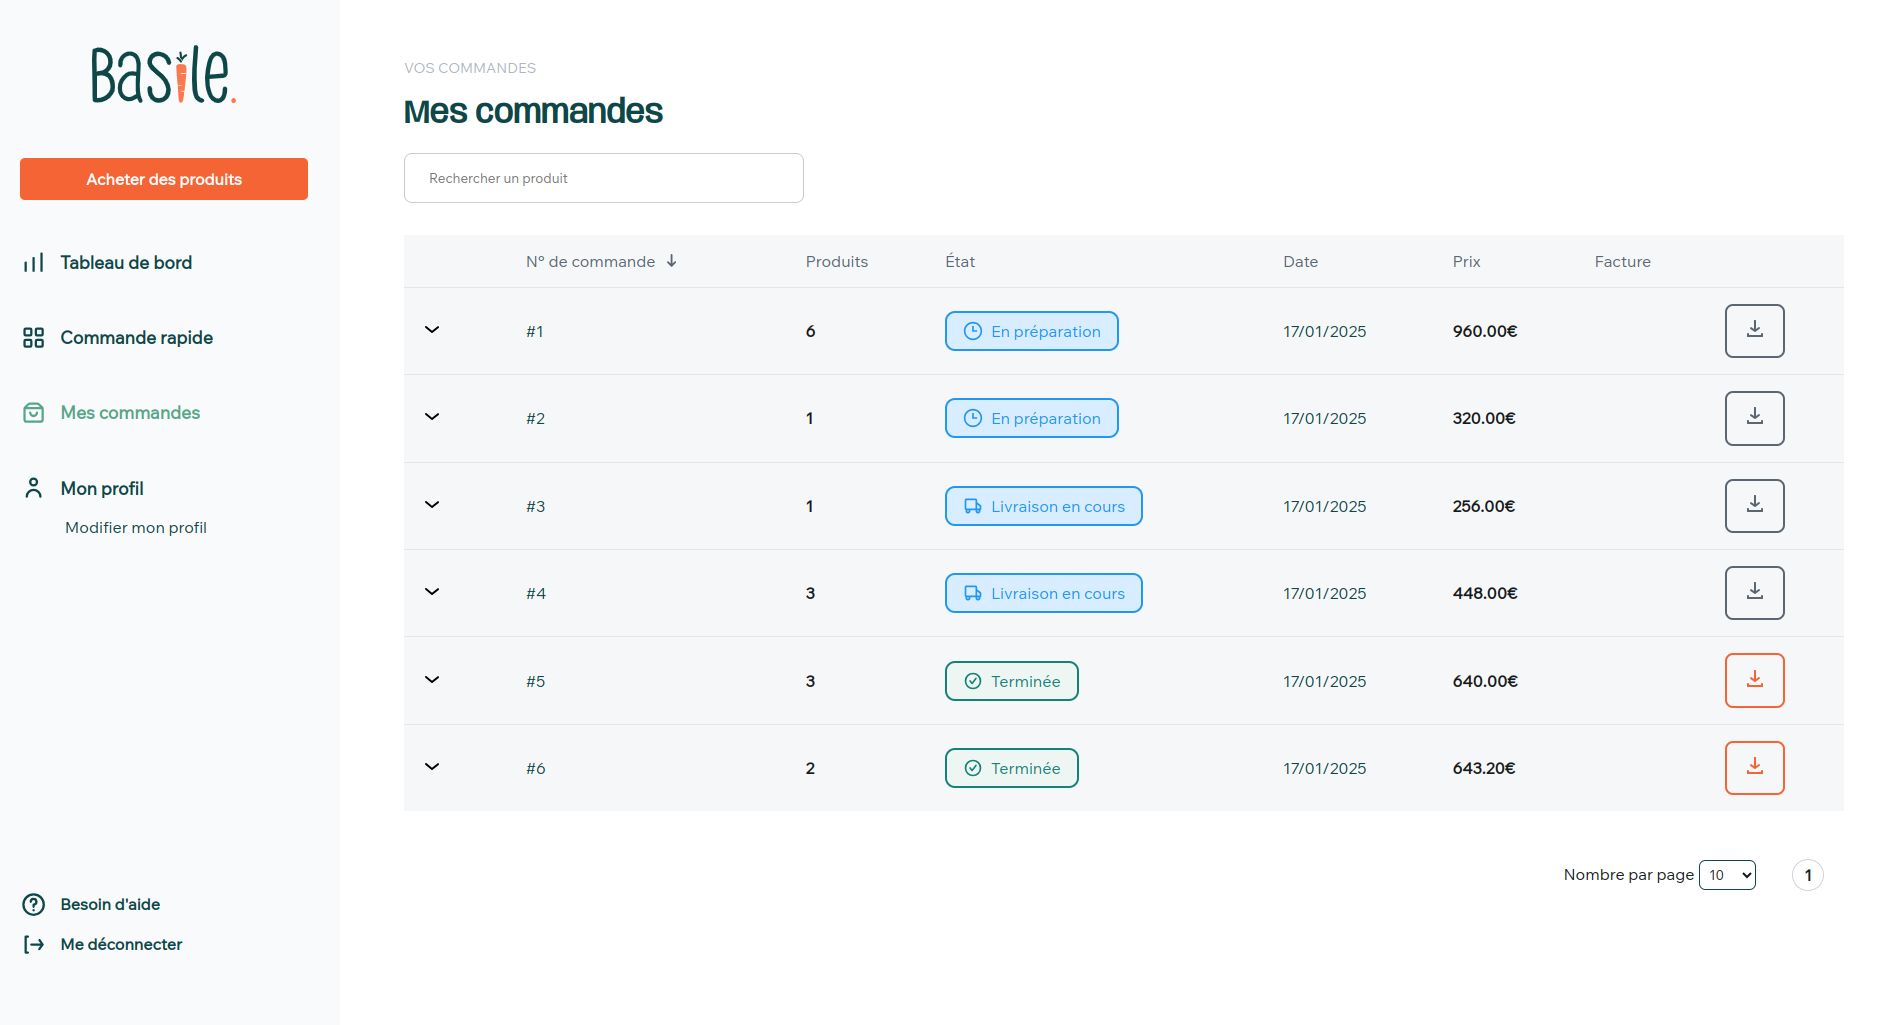 Basile.
Acheter des produits
Tableau de bord
Commande rapide
Mes commandes
Mon profil
Modifier mon profil
Besoin d'aide
Me déconnecter
VOS COMMANDES
Mes commandes
Rechercher un produit
N° de commande Produits État Date Prix Facture
#1 6 En préparation 17/01/2025 960.00€
#2 1 En préparation 17/01/2025 320.00€
#3 1 Livraison en cours 17/01/2025 256.00€
#4 3 Livraison en cours 17/01/2025 448.00€
#5 3 Terminée 17/01/2025 640.00€
#6 2 Terminée 17/01/2025 643.20€
Nombre par page 10 1